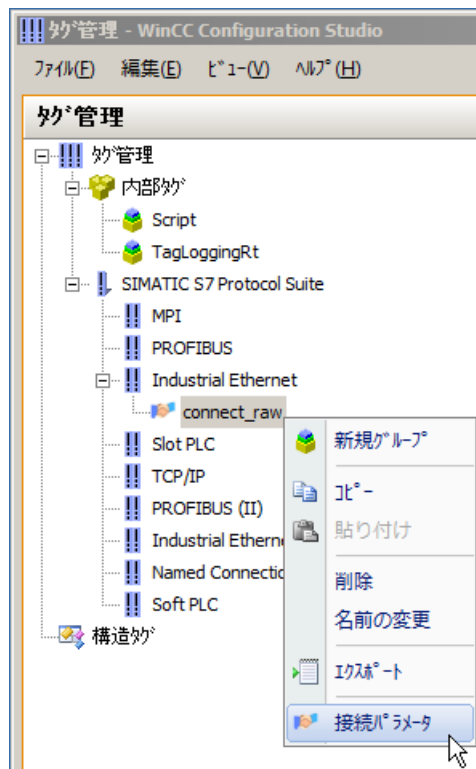 タグ管理 - WinCC Configuration Studio
ファイル(F) 編集(E) ビュー(V) ヘルプ(H)
タグ管理
タグ管理
内部タグ
Script
TagLoggingRt
SIMATIC S7 Protocol Suite
MPI
PROFIBUS
Industrial Ethernet
connect_raw
Slot PLC
TCP/IP
PROFIBUS (II)
Industrial Ethern
Named Connectio
Soft PLC
構造タグ
新規グループ
コピー
貼り付け
削除
名前の変更
エクスポート
接続パラメータ